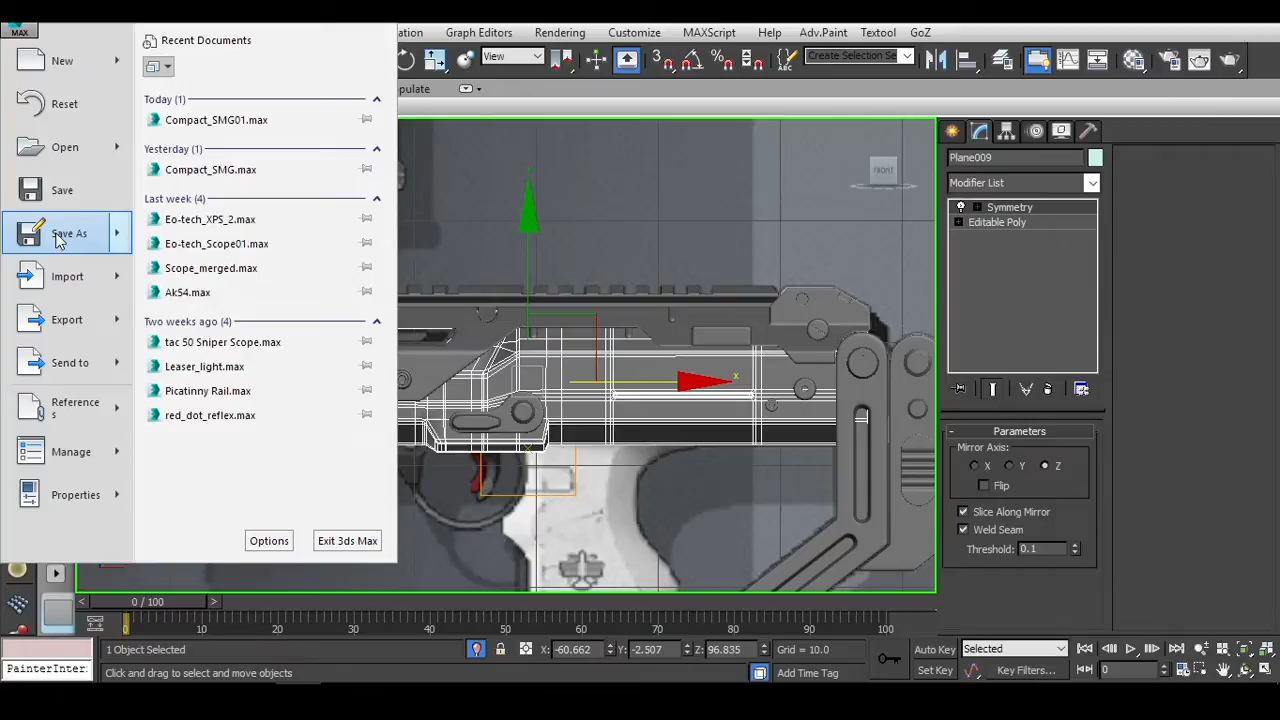 MAX
ation Graph Editors Rendering Customize MAXScript Help Adv.Paint Textool GoZ
View
Create Selection Se
pulate
New
Reset
Open
Save
Save As
Import
Export
Send to
Reference
s
Manage
Properties
Recent Documents
Today (1)
Compact_SMG01.max
Yesterday (1)
Compact_SMG.max
Last week (4)
Eo-tech_XPS_2.max
Eo-tech_Scope01.max
Scope_merged.max
Ak54.max
Two weeks ago (4)
tac 50 Sniper Scope.max
Leaser_light.max
Picatinny Rail.max
red_dot_reflex.max
Options
Exit 3ds Max
FRONT
y
x
Plane009
Modifier List
Symmetry
Editable Poly
Parameters
Mirror Axis:
X Y Z
Flip
Slice Along Mirror
Weld Seam
Threshold: 0.1
< 0 / 100 >
0 10 20 30 40 50 60 70 80 90 100
1 Object Selected
X: -60.662 Y: -2.507 Z: 96.835
Grid = 10.0
Auto Key
Selected
PainterInter
Click and drag to select and move objects
Add Time Tag
Set Key
Key Filters...
0